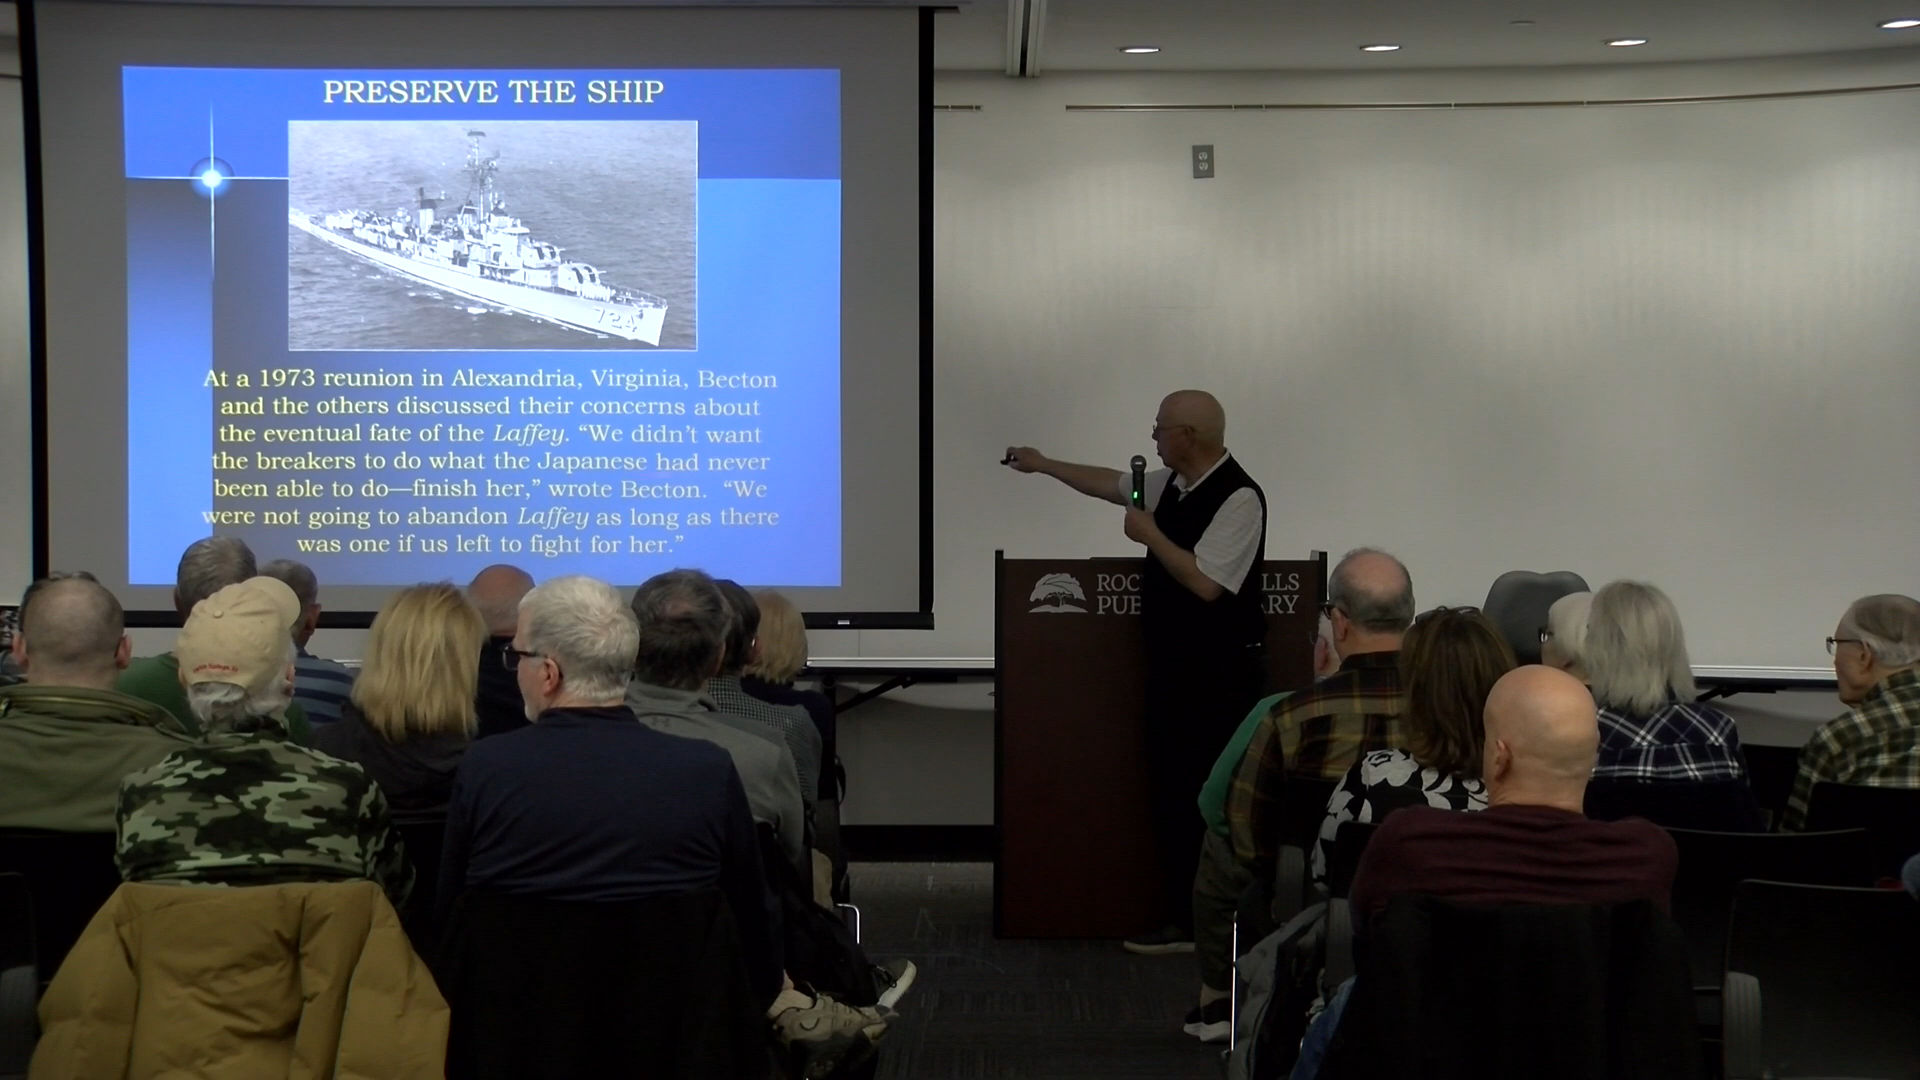 PRESERVE THE SHIP
724
At a 1973 reunion in Alexandria, Virginia, Becton
and the others discussed their concerns about
the eventual fate of the Laffey. “We didn’t want
the breakers to do what the Japanese had never
been able to do—finish her,” wrote Becton. “We
were not going to abandon Laffey as long as there
was one if us left to fight for her.”
ROC LLS
PU ARY